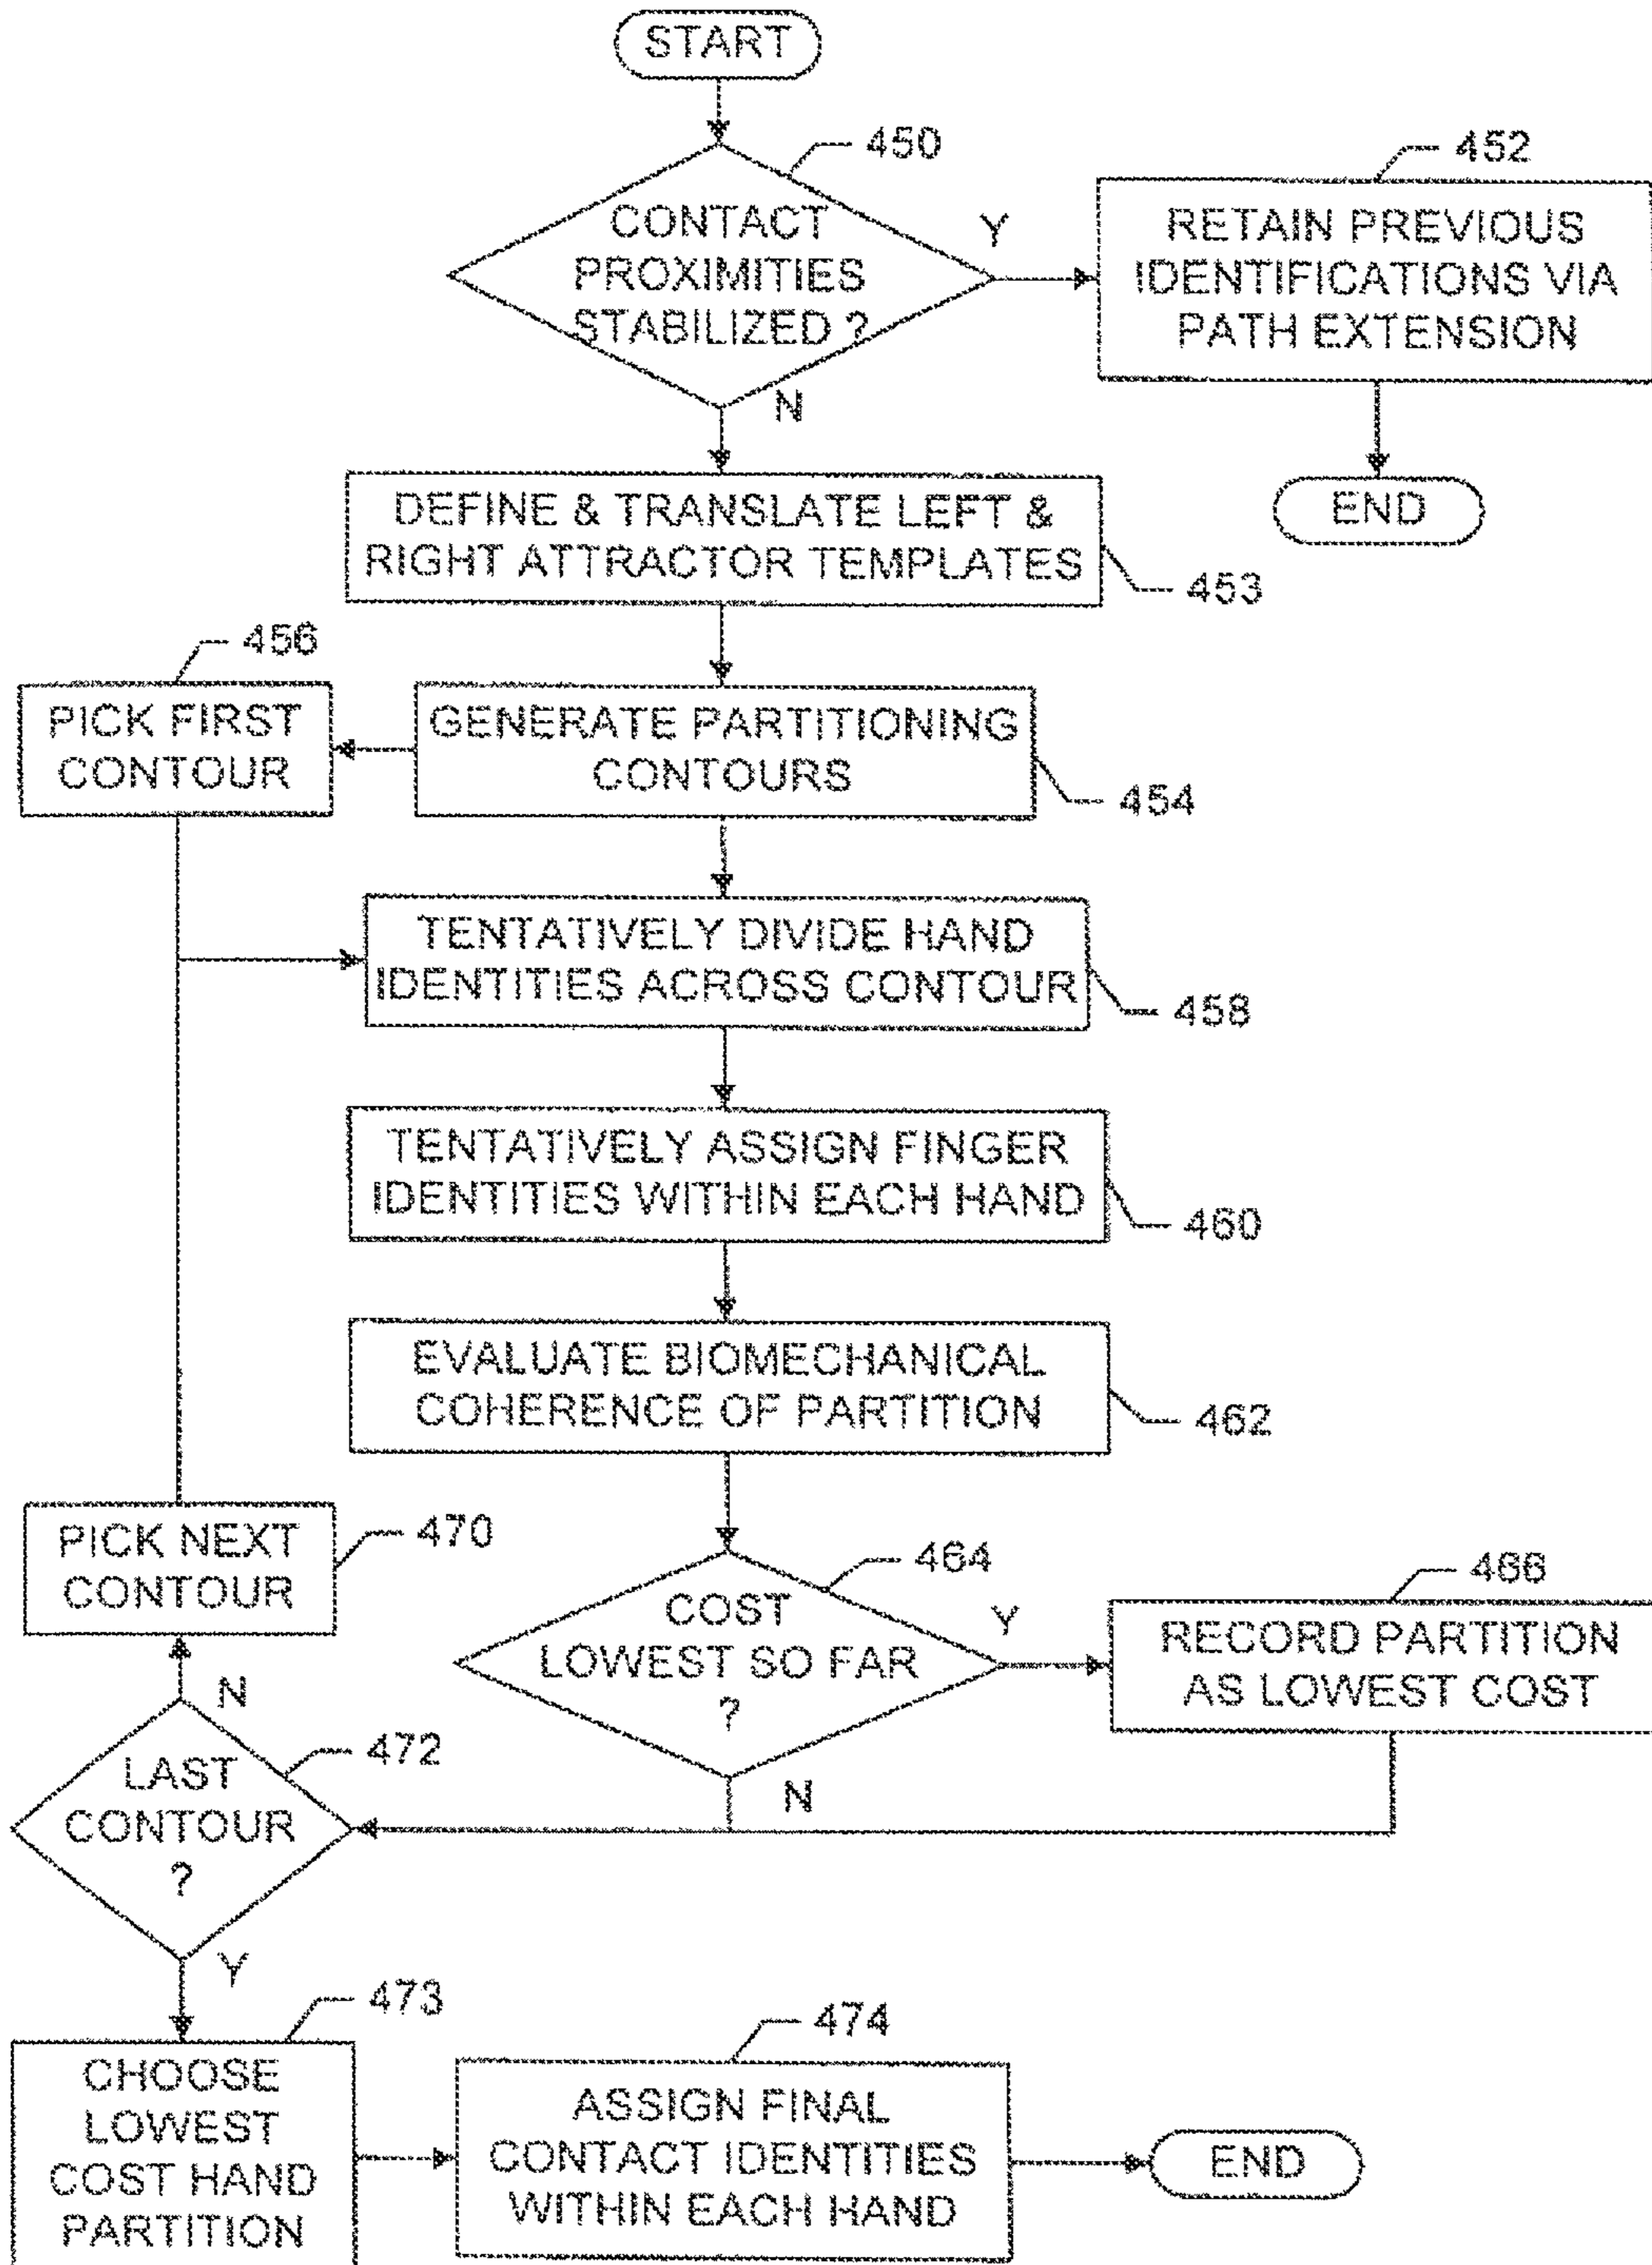 START
450
CONTACT
PROXIMITIES
STABILIZED ?
Y
N
452
RETAIN PREVIOUS
IDENTIFICATIONS VIA
PATH EXTENSION
END
DEFINE & TRANSLATE LEFT &
RIGHT ATTRACTOR TEMPLATES
453
456
PICK FIRST
CONTOUR
GENERATE PARTITIONING
CONTOURS
454
TENTATIVELY DIVIDE HAND
IDENTITIES ACROSS CONTOUR
458
TENTATIVELY ASSIGN FINGER
IDENTITIES WITHIN EACH HAND
460
EVALUATE BIOMECHANICAL
COHERENCE OF PARTITION
462
PICK NEXT
CONTOUR
470
464
COST
LOWEST SO FAR
?
Y
N
466
RECORD PARTITION
AS LOWEST COST
N
472
LAST
CONTOUR
?
Y
473
CHOOSE
LOWEST
COST HAND
PARTITION
474
ASSIGN FINAL
CONTACT IDENTITIES
WITHIN EACH HAND
END